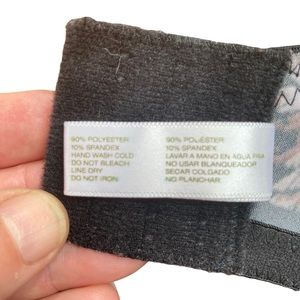 90% POLYESTER
10% SPANDEX
HAND WASH COLD
DO NOT BLEACH
LINE DRY
DO NOT IRON
90% POLIÉSTER
10% SPANDEX
LAVAR A MANO EN AGUA FRIA
NO USAR BLANQUEADOR
SECAR COLGADO
NO PLANCHAR